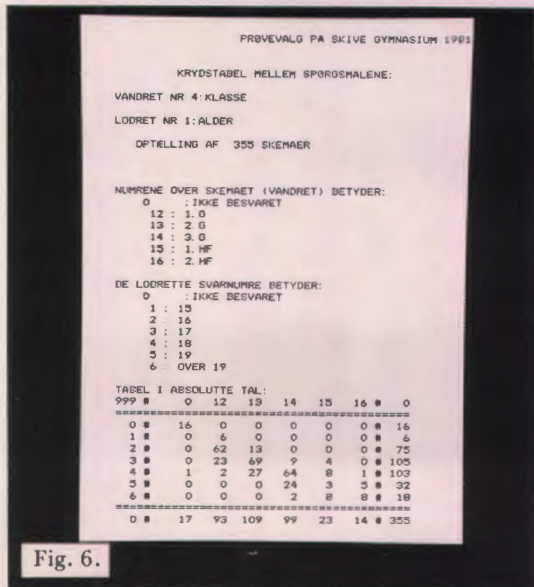 PRØVEVALG PA SKIVE GYMNASIUM 1981
KRYDSTABEL MELLEM SPØRGSMALENE:
VANDRET NR 4:KLASSE
LODRET NR 1:ALDER
OPTÆLLING AF 355 SKEMAER
NUMRENE OVER SKEMAET (VANDRET) BETYDER:
0 :IKKE BESVARET
12 : 1.G
13 : 2.G
14 : 3.G
15 : 1.HF
16 : 2.HF
DE LODRETTE SVARNUMRE BETYDER:
0 :IKKE BESVARET
1 : 15
2 : 16
3 : 17
4 : 18
5 : 19
6 : OVER 19
TABEL I ABSOLUTTE TAL:
999 # 0 12 13 14 15 16 # 0
==================================================
0 # 16 0 0 0 0 0 # 16
1 # 0 6 0 0 0 0 # 6
2 # 0 62 13 0 0 0 # 75
3 # 0 23 69 9 4 0 # 105
4 # 1 2 27 64 8 1 # 103
5 # 0 0 0 24 3 5 # 32
6 # 0 0 0 2 8 8 # 18
==================================================
0 # 17 93 109 99 23 14 # 355
Fig. 6.